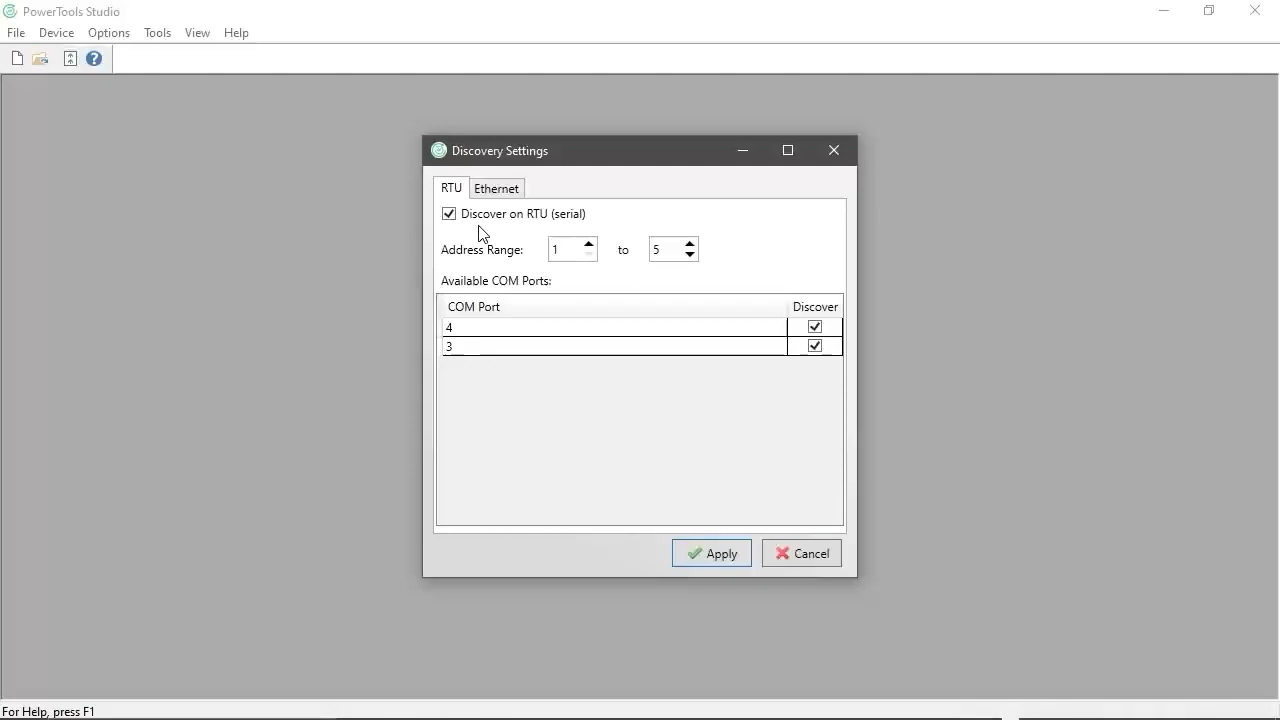 PowerTools Studio
File Device Options Tools View Help
Discovery Settings
RTU Ethernet
Discover on RTU (serial)
Address Range: 1 to 5
Available COM Ports:
COM Port Discover
4
3
Apply Cancel
For Help, press F1